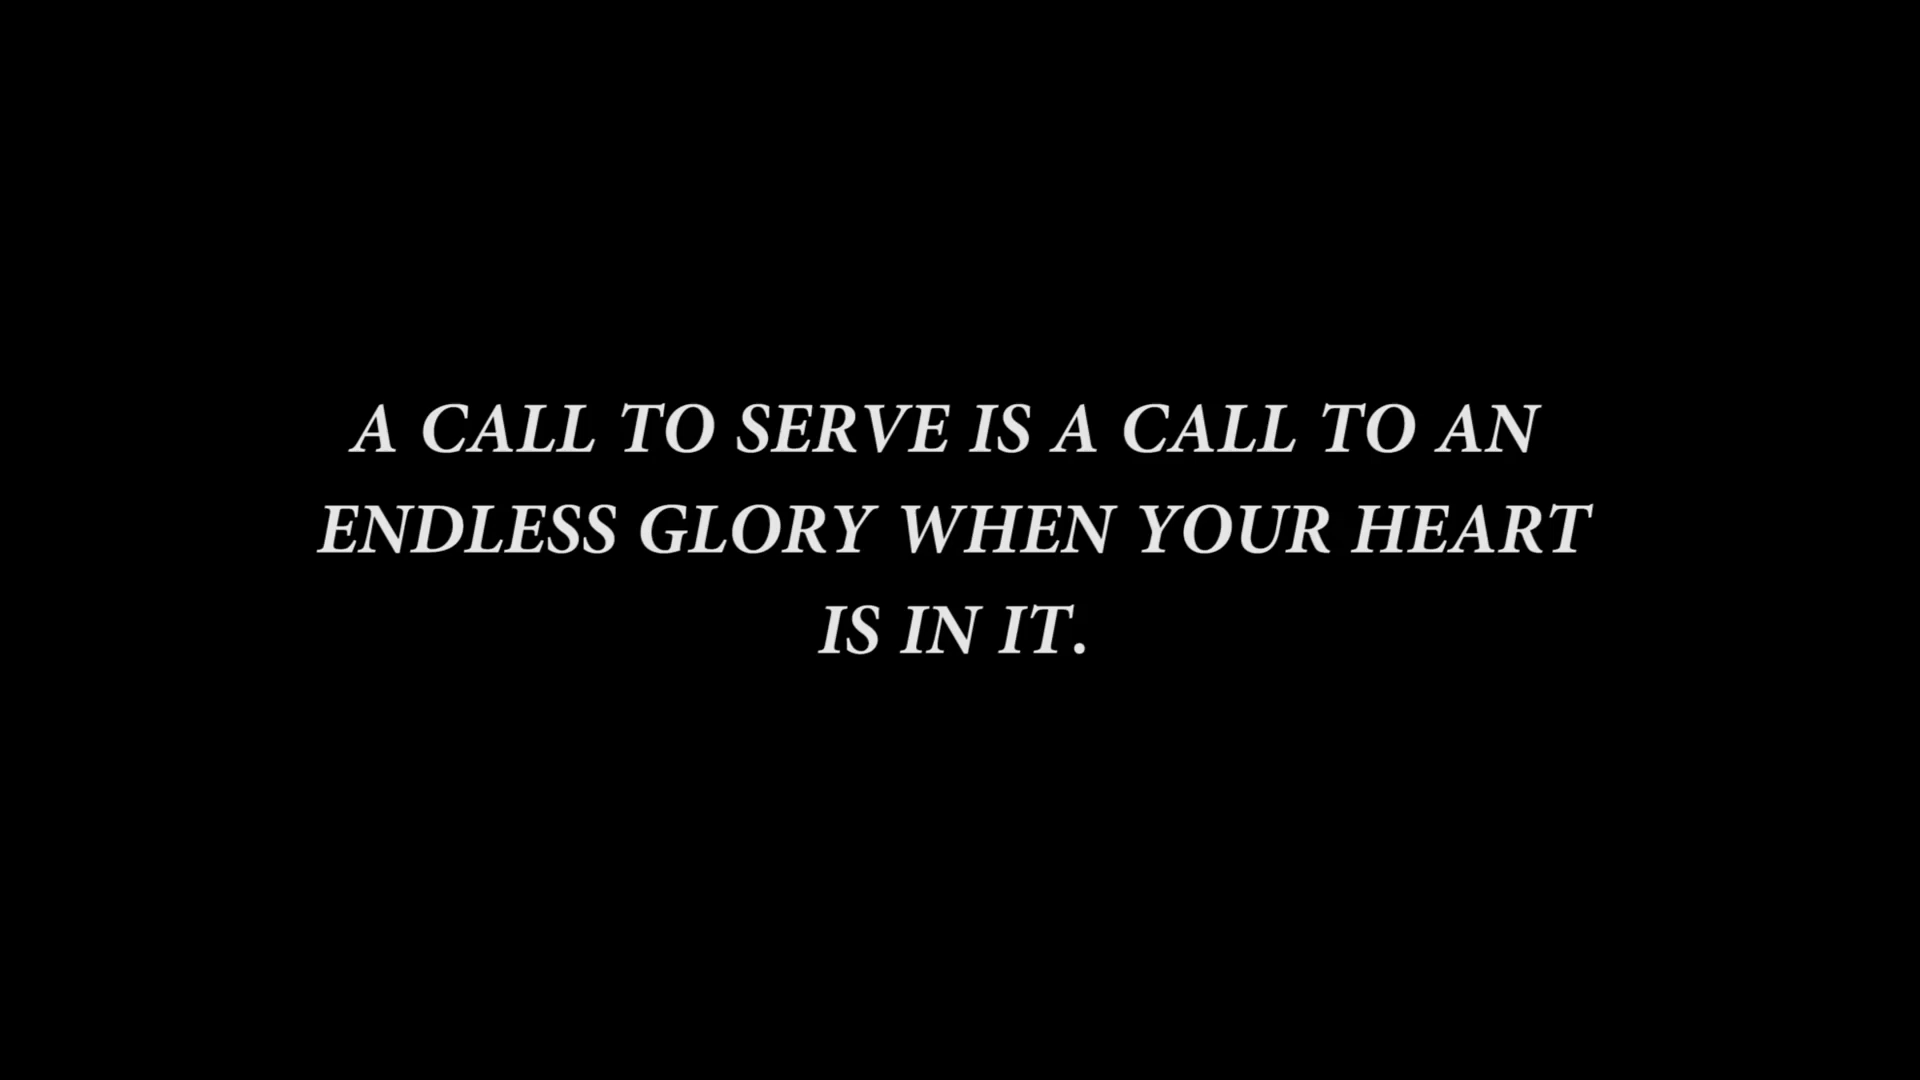 A CALL TO SERVE IS A CALL TO AN
ENDLESS GLORY WHEN YOUR HEART
IS IN IT.